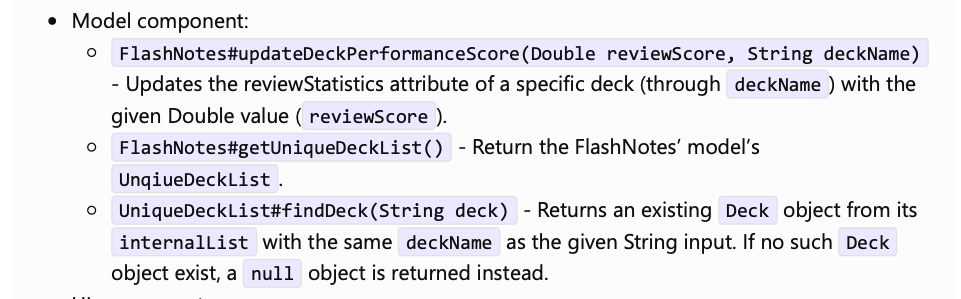 • Model component:
○ FlashNotes#updateDeckPerformanceScore(Double reviewScore, String deckName)
- Updates the reviewStatistics attribute of a specific deck (through deckName ) with the
given Double value ( reviewScore ).
○ FlashNotes#getUniqueDeckList() - Return the FlashNotes’ model’s
UnqiueDeckList .
○ UniqueDeckList#findDeck(String deck) - Returns an existing Deck object from its
internalList with the same deckName as the given String input. If no such Deck
object exist, a null object is returned instead.